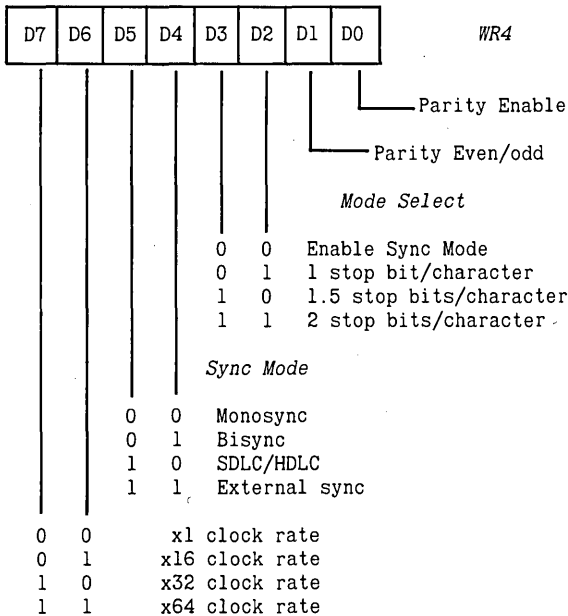 D7 D6 D5 D4 D3 D2 D1 D0 WR4
Parity Enable
Parity Even/odd
Mode Select
0 0 Enable Sync Mode
0 1 1 stop bit/character
1 0 1.5 stop bits/character
1 1 2 stop bits/character
Sync Mode
0 0 Monosync
0 1 Bisync
1 0 SDLC/HDLC
1 1 External sync
0 0 x1 clock rate
0 1 x16 clock rate
1 0 x32 clock rate
1 1 x64 clock rate